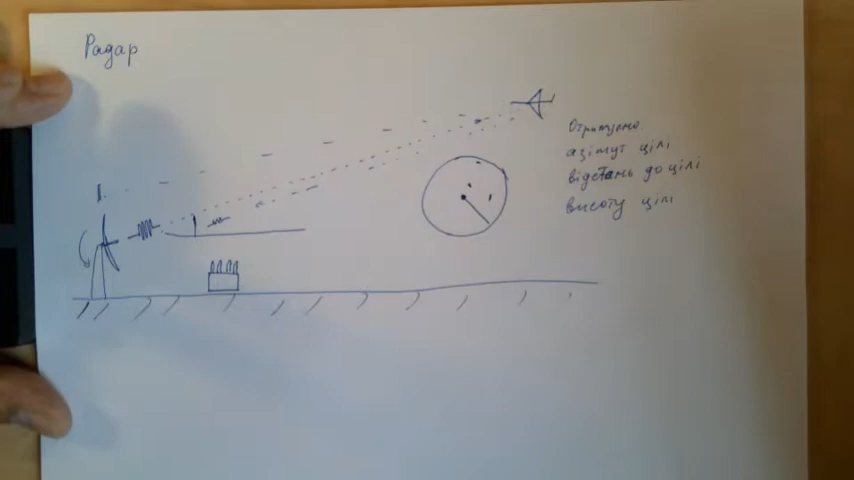 Радар
Отримуємо
азімут цілі
відстань до цілі
висоту цілі